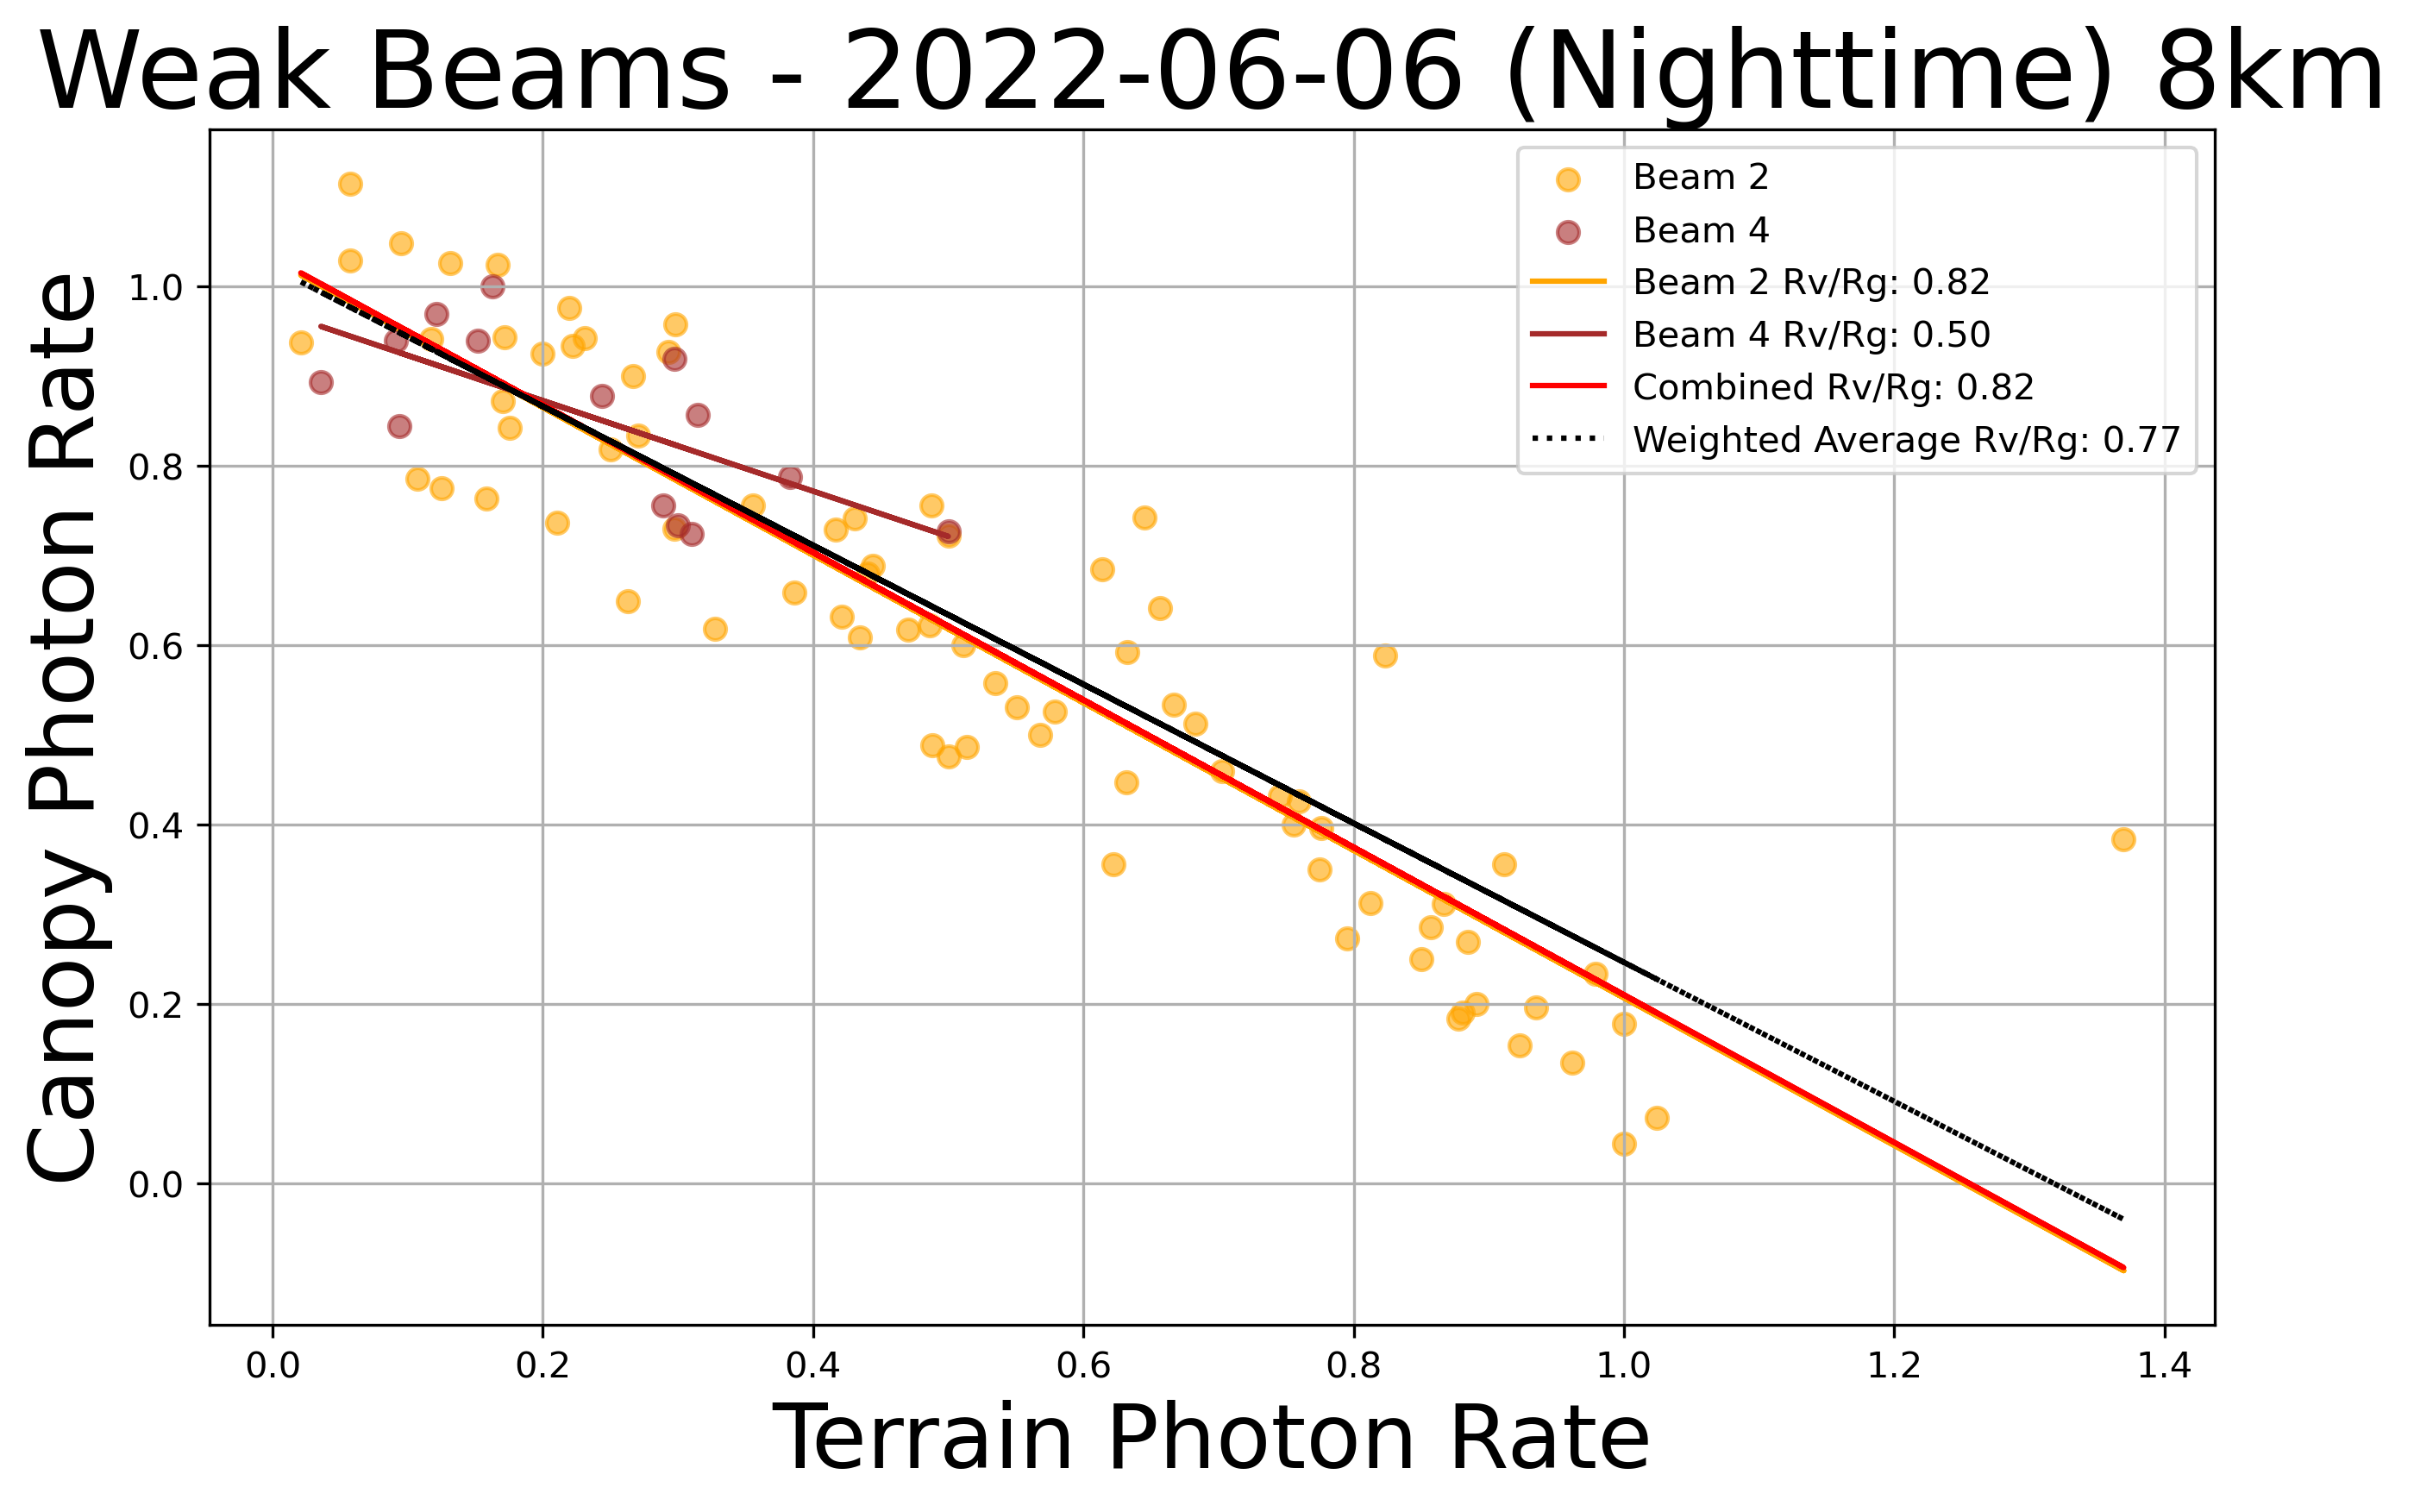 Weak Beams - 2022-06-06 (Nighttime) 8km
Beam 2
Beam 4
Beam 2 Rv/Rg: 0.82
Beam 4 Rv/Rg: 0.50
Combined Rv/Rg: 0.82
Weighted Average Rv/Rg: 0.77
Canopy Photon Rate
1.0
0.8
0.6
0.4
0.2
0.0
0.0 0.2 0.4 0.6 0.8 1.0 1.2 1.4
Terrain Photon Rate